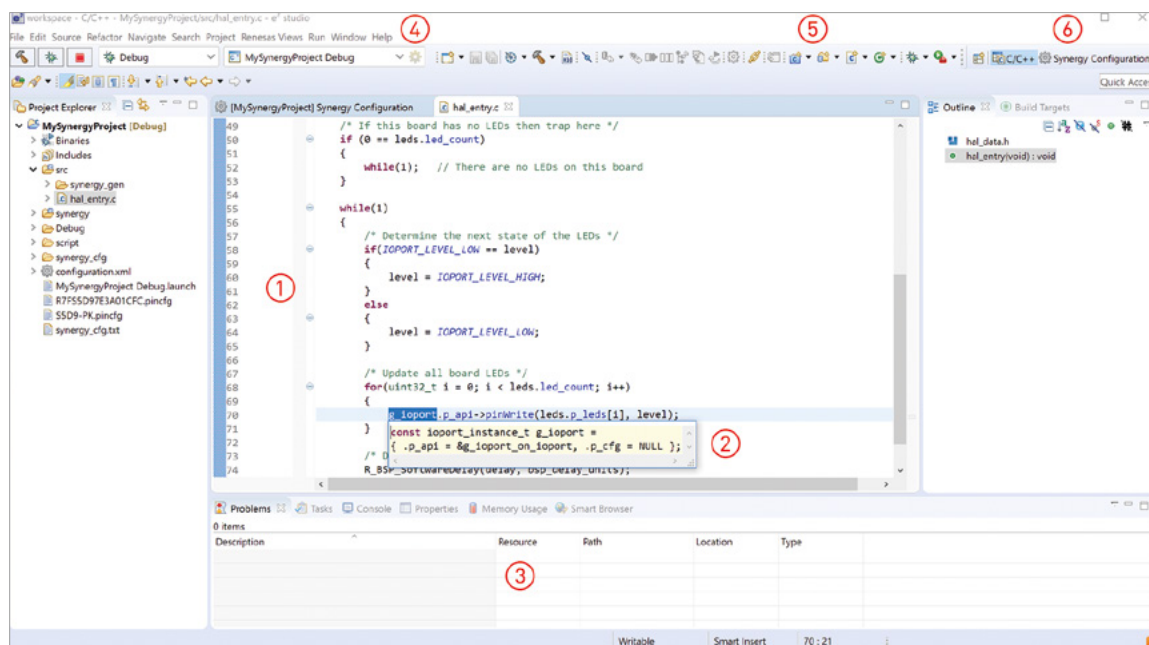 workspace - C/C++ - MySynergyProject/src/hal_entry.c - e² studio
④ ⑤ ⑥
File Edit Source Refactor Navigate Search Project Renesas Views Run Window Help
Debug MySynergyProject Debug C/C++ Synergy Configuration
Quick Acce
Project Explorer
MySynergyProject [Debug]
Binaries
Includes
src
synergy_gen
hal_entry.c
synergy
Debug
script
synergy_cfg
configuration.xml
MySynergyProject Debug.launch
R7FS5D97E3A01CFC.pincfg
S5D9-PK.pincfg
synergy_cfg.txt
[MySynergyProject] Synergy Configuration hal_entry.c
49 /* If this board has no LEDs then trap here */
50 if (0 == leds.led_count)
51 {
52 while(1); // There are no LEDs on this board
53 }
54
55 while(1)
56 {
57 /* Determine the next state of the LEDs */
58 if(IOPORT_LEVEL_LOW == level)
59 {
60 level = IOPORT_LEVEL_HIGH;
61 }
62 else
63 {
64 level = IOPORT_LEVEL_LOW;
65 }
66
67 /* Update all board LEDs */
68 for(uint32_t i = 0; i < leds.led_count; i++)
69 {
70 g_ioport.p_api->pinWrite(leds.p_leds[i], level);
71 }
72
73 /* D
74 R_BSP_SoftwareDelay(delay, bsp_delay_units);
const ioport_instance_t g_ioport =
{ .p_api = &g_ioport_on_ioport, .p_cfg = NULL };
①
②
Outline Build Targets
hal_data.h
hal_entry(void) : void
Problems Tasks Console Properties Memory Usage Smart Browser
0 items
Description Resource Path Location Type
③
Writable Smart Insert 70 : 21